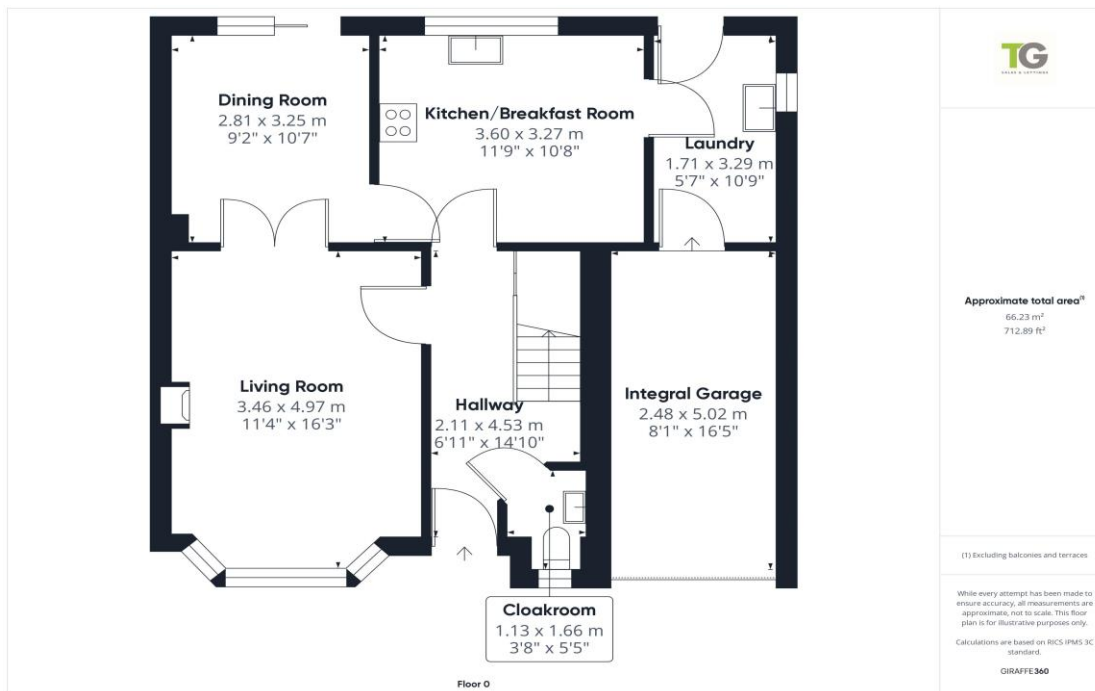 Dining Room
2.81 x 3.25 m
9'2" x 10'7"
Kitchen/Breakfast Room
3.60 x 3.27 m
11'9" x 10'8"
Laundry
1.71 x 3.29 m
5'7" x 10'9"
Living Room
3.46 x 4.97 m
11'4" x 16'3"
Hallway
2.11 x 4.53 m
6'11" x 14'10"
Integral Garage
2.48 x 5.02 m
8'1" x 16'5"
Cloakroom
1.13 x 1.66 m
3'8" x 5'5"
Floor 0
TG
SALES & LETTINGS
Approximate total area(1)
66.23 m²
712.89 ft²
(1) Excluding balconies and terraces
While every attempt has been made to
ensure accuracy, all measurements are
approximate, not to scale. This floor
plan is for illustrative purposes only.
Calculations are based on RICS IPMS 3C
standard.
GIRAFFE360